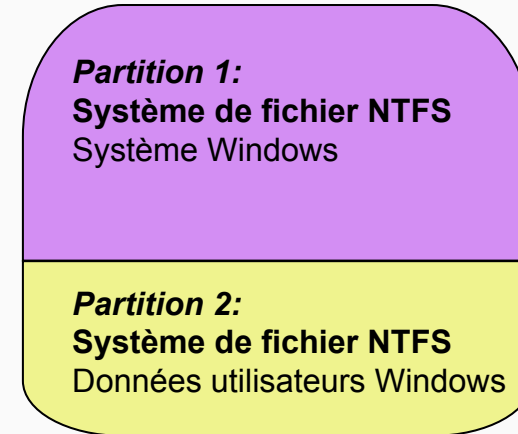 Partition 1:
Système de fichier NTFS
Système Windows
Partition 2:
Système de fichier NTFS
Données utilisateurs Windows